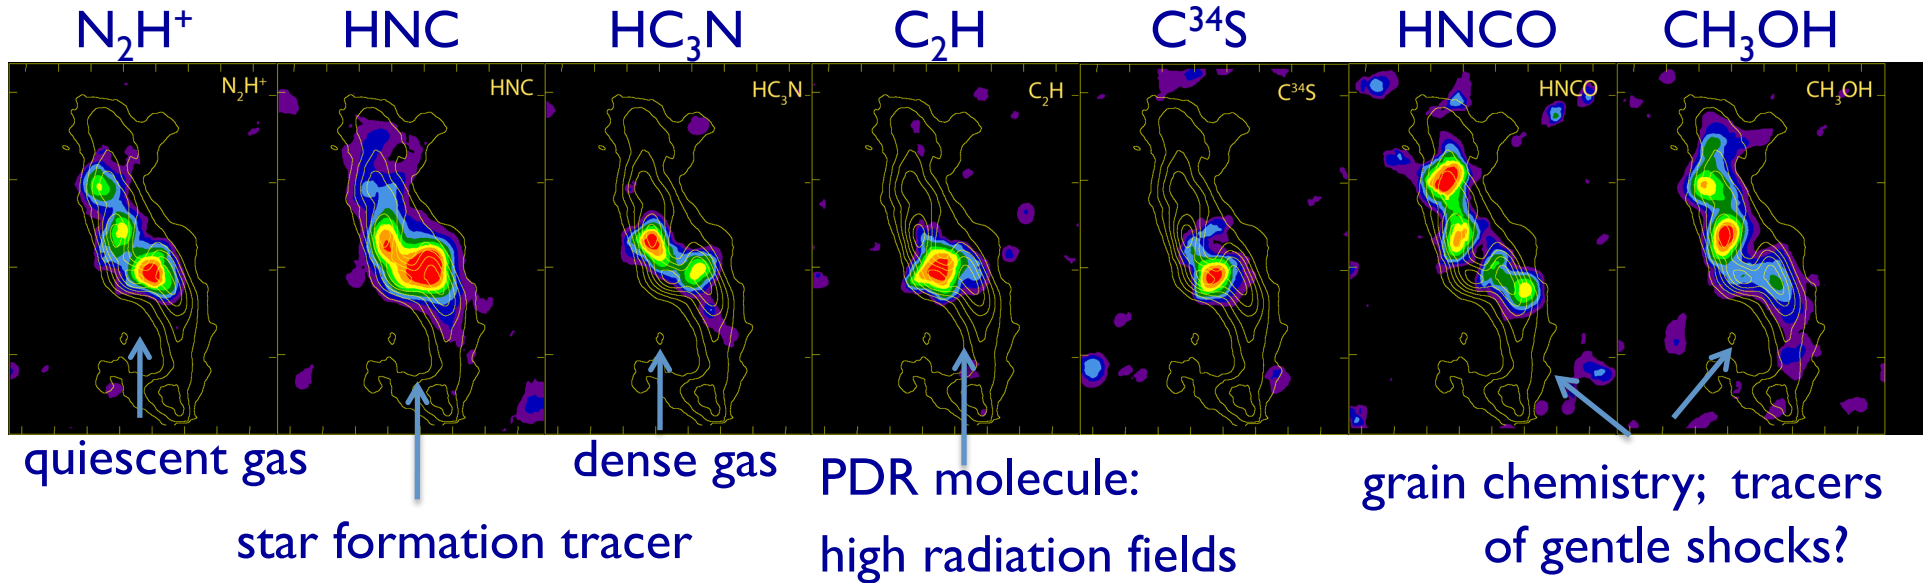 N₂H⁺ HNC HC₃N C₂H C³⁴S HNCO CH₃OH
N₂H⁺ HNC HC₃N C₂H C³⁴S HNCO CH₃OH
quiescent gas
star formation tracer
dense gas
PDR molecule:
high radiation fields
grain chemistry; tracers
of gentle shocks?